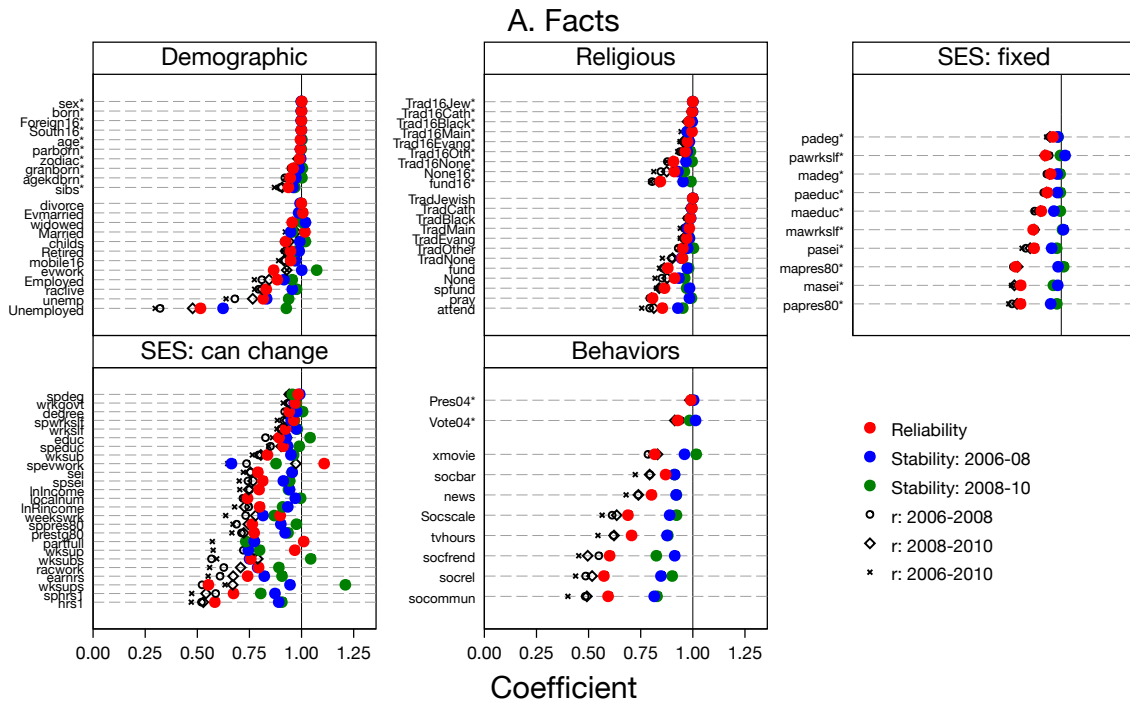 A. Facts
Demographic
sex*
born*
Foreign16*
South16*
age*
parborn*
zodiac*
granborn*
agekdbrn*
sibs*
divorce
Evmarried
widowed
Married
childs
Retired
mobile16
evwork
Employed
raclive
unemp
Unemployed
Religious
Trad16Jew*
Trad16Cath*
Trad16Black*
Trad16Main*
Trad16Evang*
Trad16Oth*
Trad16None*
None16*
fund16*
TradJewish
TradCath
TradBlack
TradMain
TradEvang
TradOther
TradNone
fund
None
spfund
pray
attend
SES: fixed
padeg*
pawrkslf*
madeg*
paeduc*
maeduc*
mawrkslf*
pasei*
mapres80*
masei*
papres80*
SES: can change
spdeg
wrkgovt
degree
spwrkslf
wrkslf
educ
speduc
wksub
spevwork
sei
spsei
lnIncome
localnum
lnRincome
weekswrk
sppres80
prestg80
partfull
wksup
wksubs
racwork
earnrs
wksups
sphrs1
hrs1
0.00 0.25 0.50 0.75 1.00 1.25
Behaviors
Pres04*
Vote04*
xmovie
socbar
news
Socscale
tvhours
socfrend
socrel
socommun
0.00 0.25 0.50 0.75 1.00 1.25
Reliability
Stability: 2006-08
Stability: 2008-10
r: 2006-2008
r: 2008-2010
r: 2006-2010
Coefficient